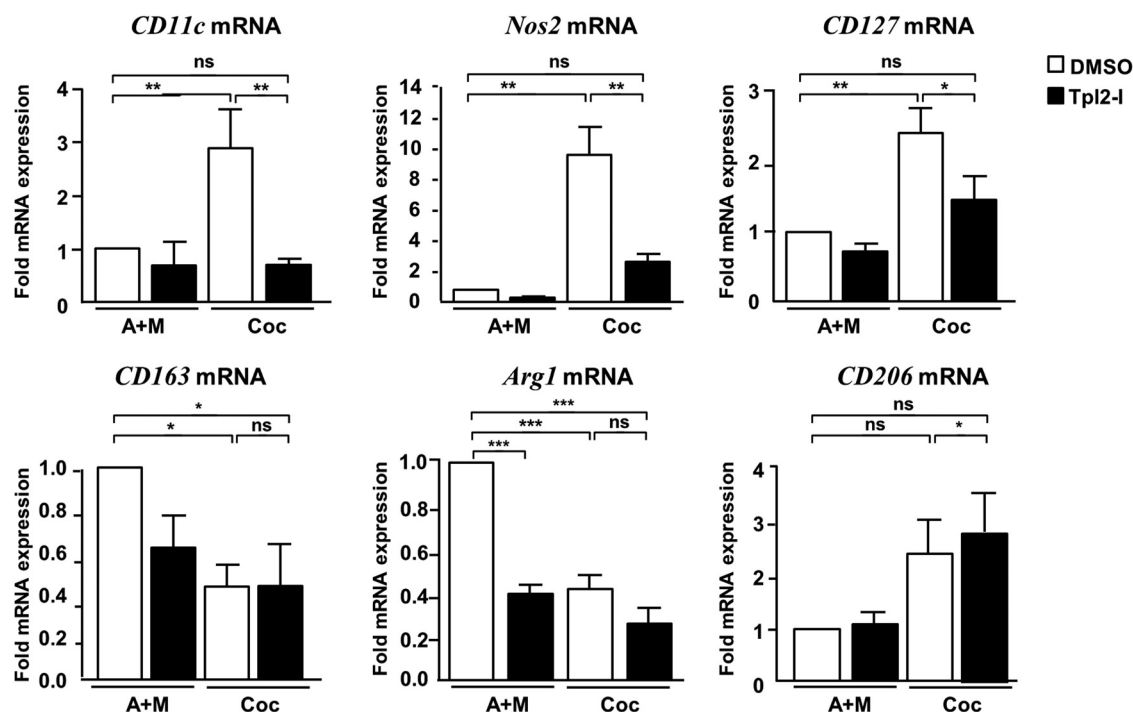 CD11c mRNA
ns
** **
Fold mRNA expression
4
3
2
1
0
A+M Coc
Nos2 mRNA
ns
** **
Fold mRNA expression
14
12
10
8
6
4
2
0
A+M Coc
CD127 mRNA
ns
** *
Fold mRNA expression
3
2
1
0
A+M Coc
DMSO
Tpl2-I
CD163 mRNA
*
* ns
Fold mRNA expression
1.0
0.8
0.6
0.4
0.2
0.0
A+M Coc
Arg1 mRNA
***
*** ns
***
Fold mRNA expression
1.0
0.8
0.6
0.4
0.2
0.0
A+M Coc
CD206 mRNA
ns
ns *
Fold mRNA expression
4
3
2
1
0
A+M Coc